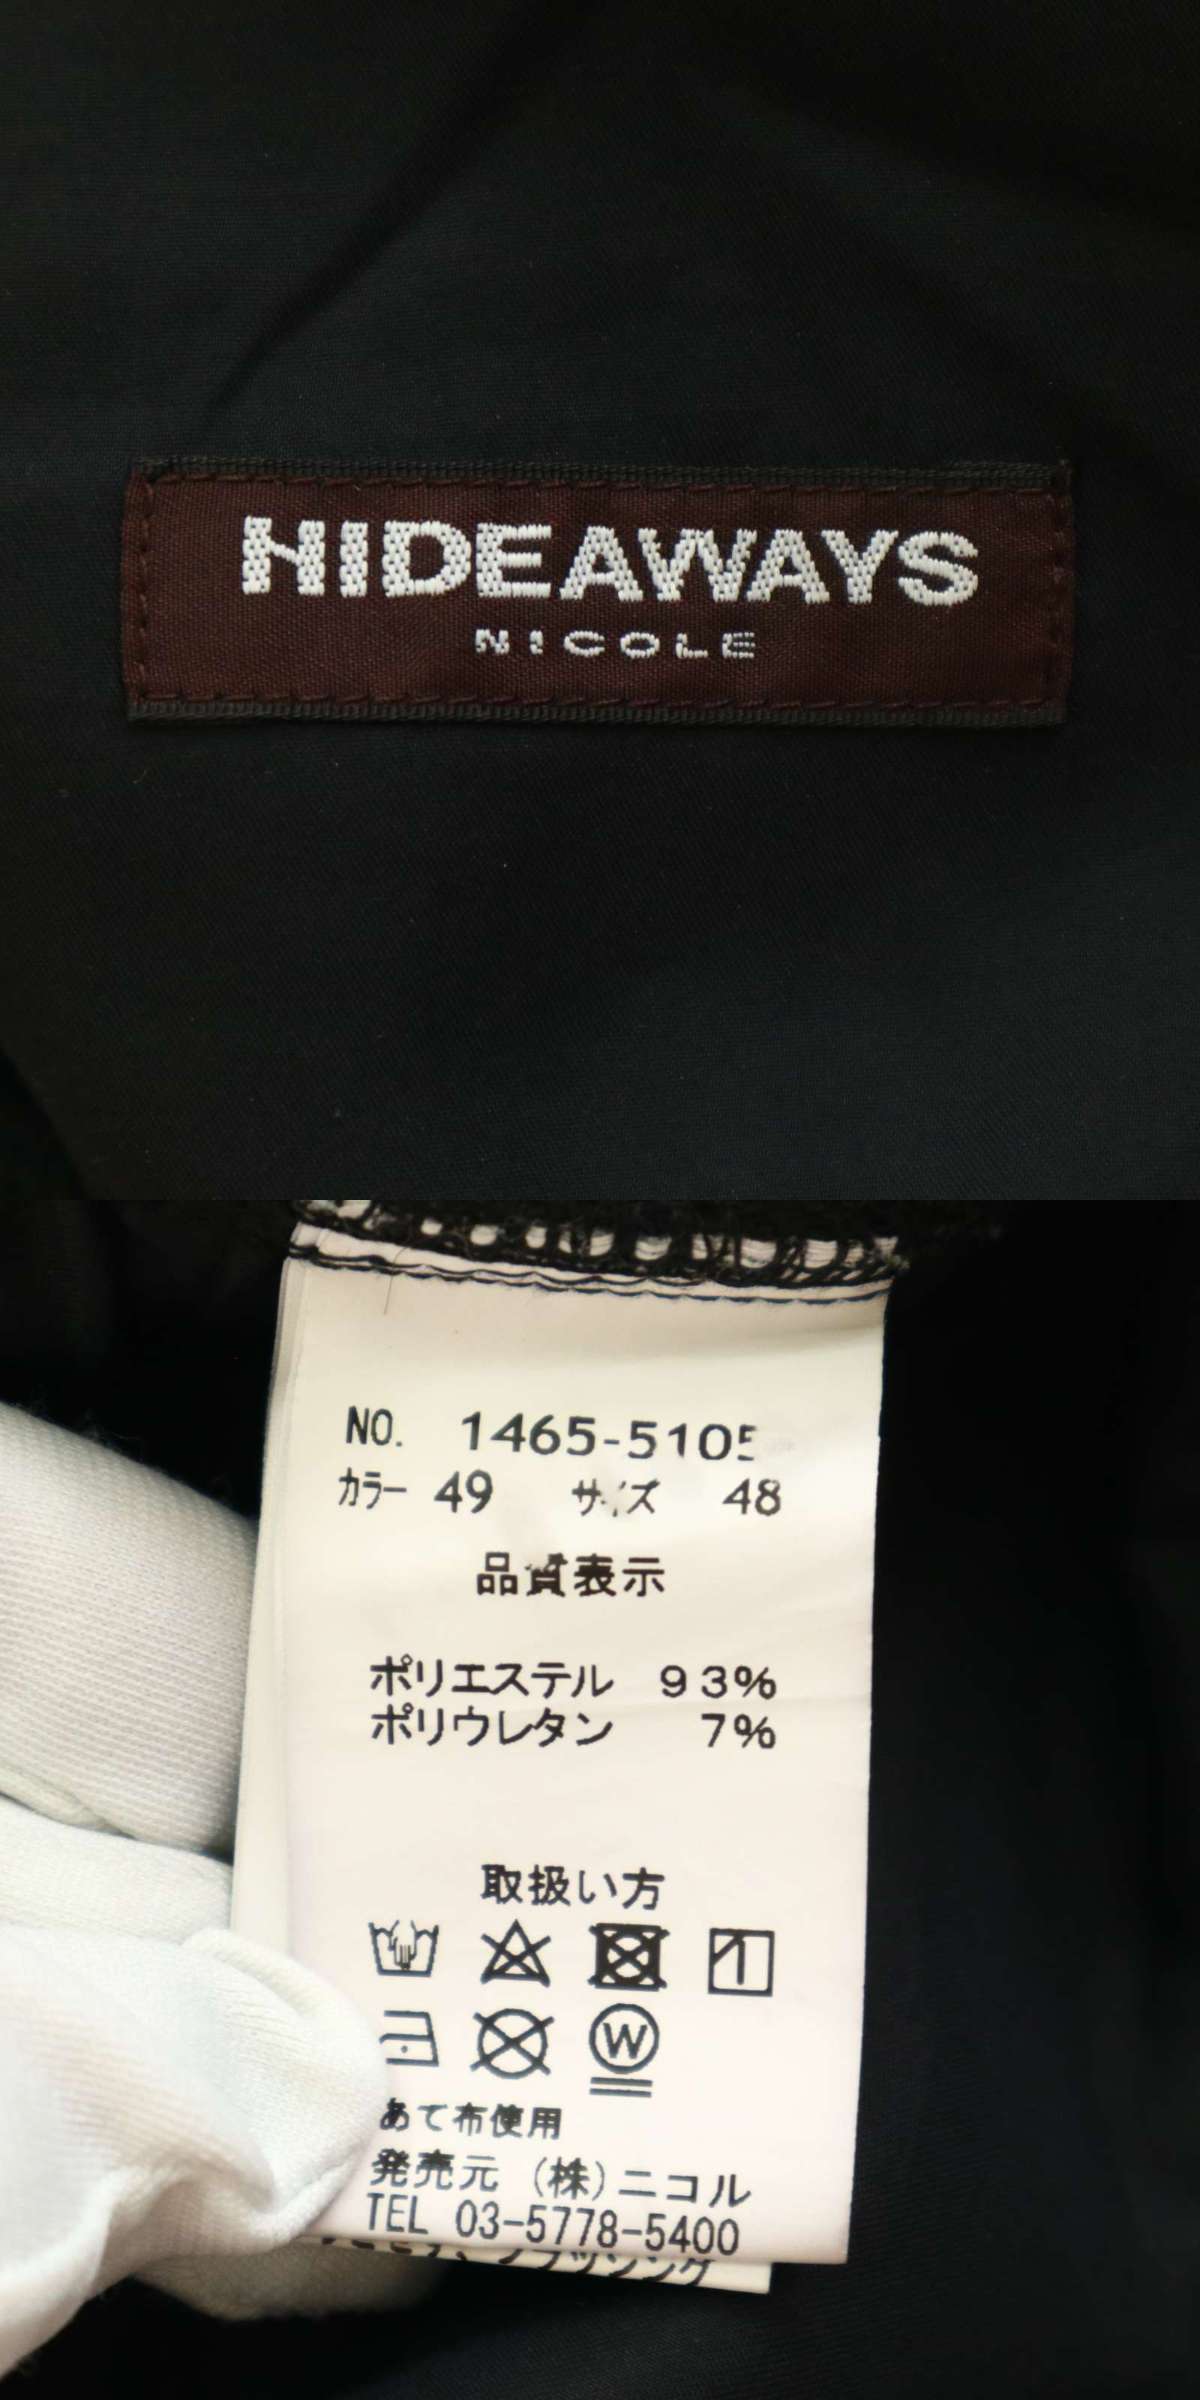 HIDEAWAYS
NICOLE
NO. 1465-5105
カラー 49 サイズ 48
品質表示
ポリエステル 93%
ポリウレタン 7%
取扱い方
W
あて布使用
発売元 (株)ニコル
TEL 03-5778-5400